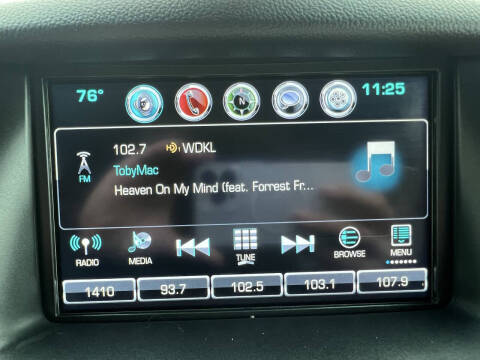 76° N 11:25
102.7 WDKL
FM
TobyMac
Heaven On My Mind (feat. Forrest Fr...
RADIO MEDIA TUNE BROWSE MENU
1410 93.7 102.5 103.1 107.9